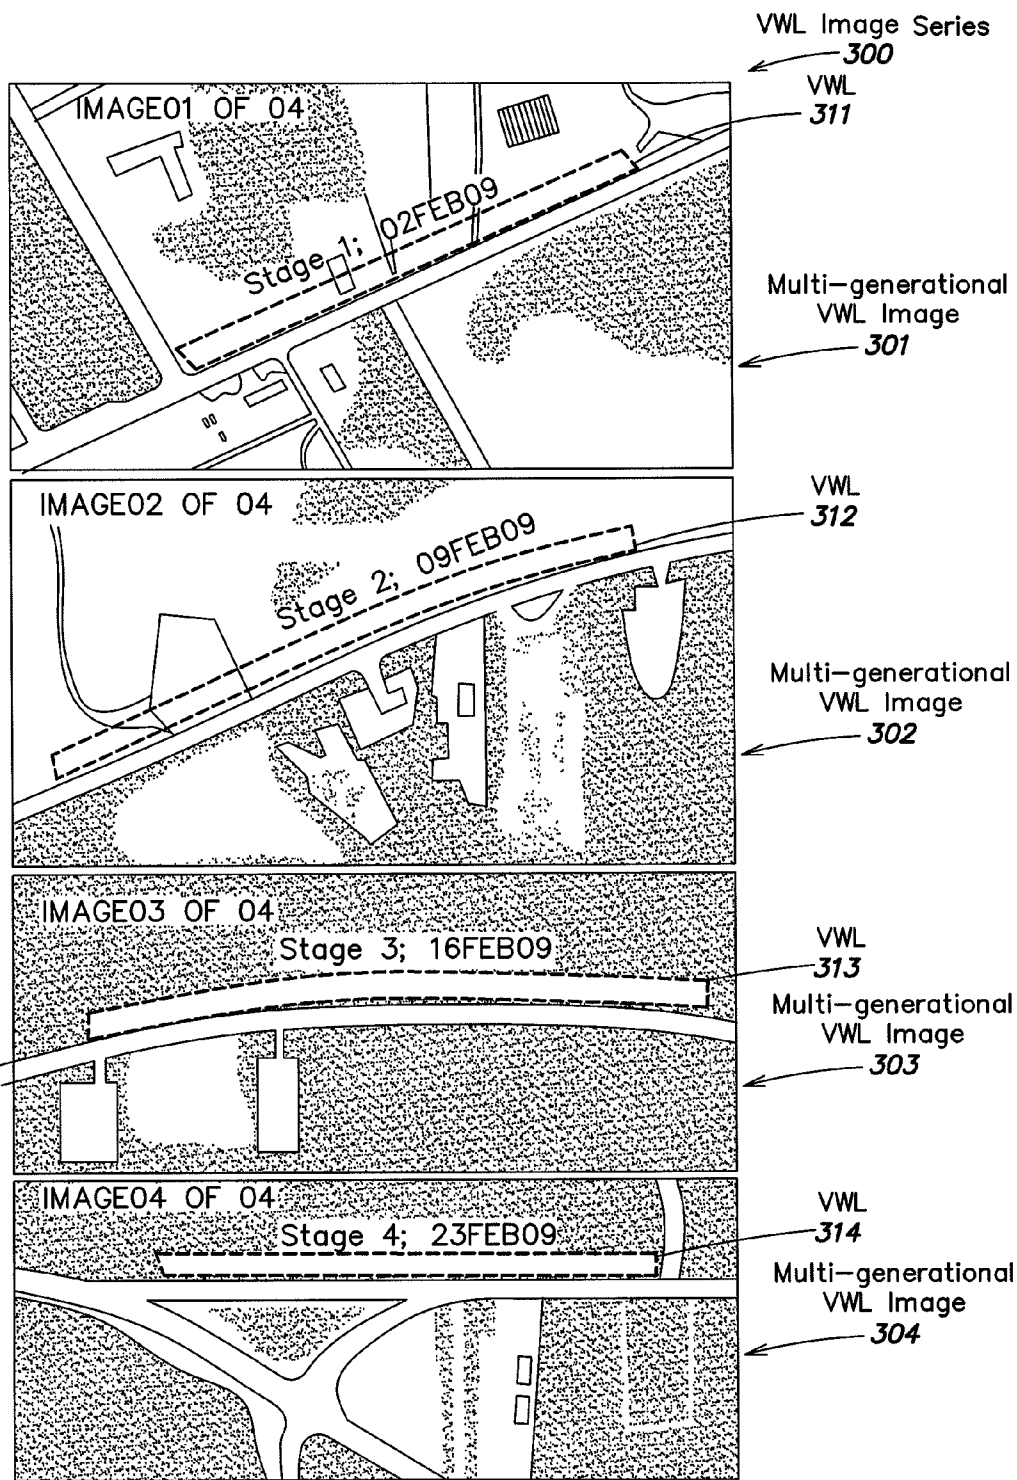 VWL Image Series
300
IMAGE01 OF 04
VWL
311
Stage 1; 02FEB09
Multi-generational
VWL Image
301
IMAGE02 OF 04
VWL
312
Stage 2; 09FEB09
Multi-generational
VWL Image
302
IMAGE03 OF 04
Stage 3; 16FEB09
VWL
313
Multi-generational
VWL Image
303
IMAGE04 OF 04
VWL
314
Stage 4; 23FEB09
Multi-generational
VWL Image
304